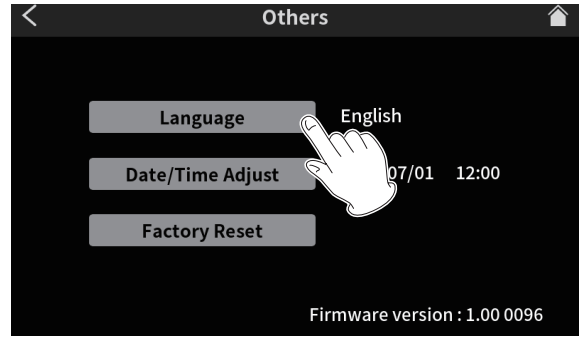 Others
Language English
Date/Time Adjust 07/01 12:00
Factory Reset
Firmware version : 1.00 0096